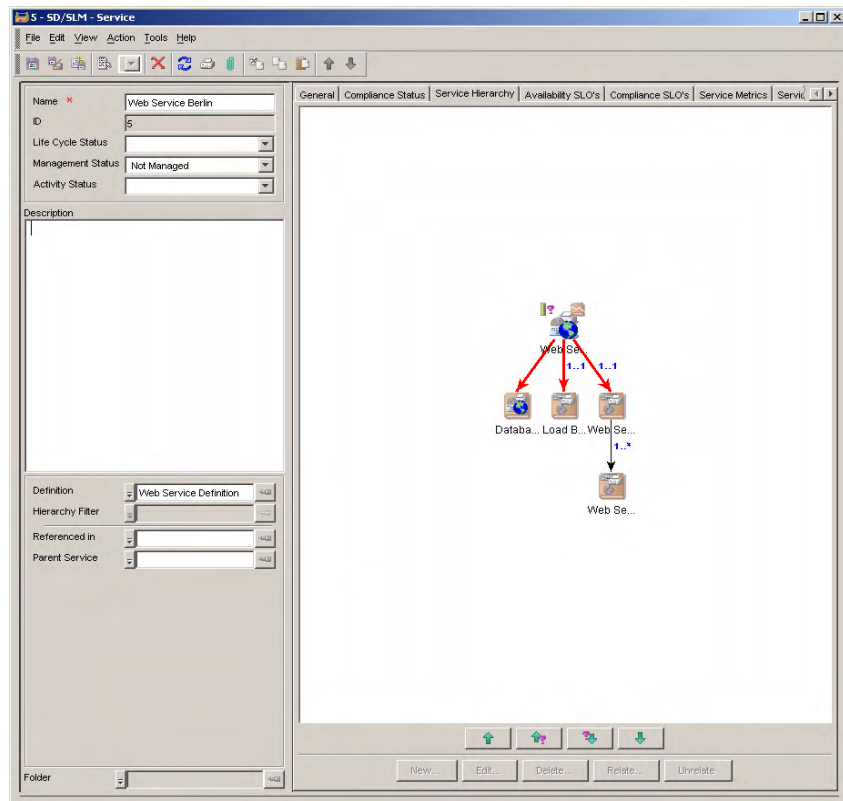 5 - SD/SLM - Service
File Edit View Action Tools Help
Name *
Web Service Berlin
ID
5
Life Cycle Status
Management Status
Not Managed
Activity Status
Description
Definition
Web Service Definition
Hierarchy Filter
Referenced in
Parent Service
Folder
General Compliance Status Service Hierarchy Availability SLO's Compliance SLO's Service Metrics Servic
?
Web Se...
1..1 1..1
Databa... Load B... Web Se...
1..*
Web Se...
? ?
New... Edit... Delete... Relate... Unrelate